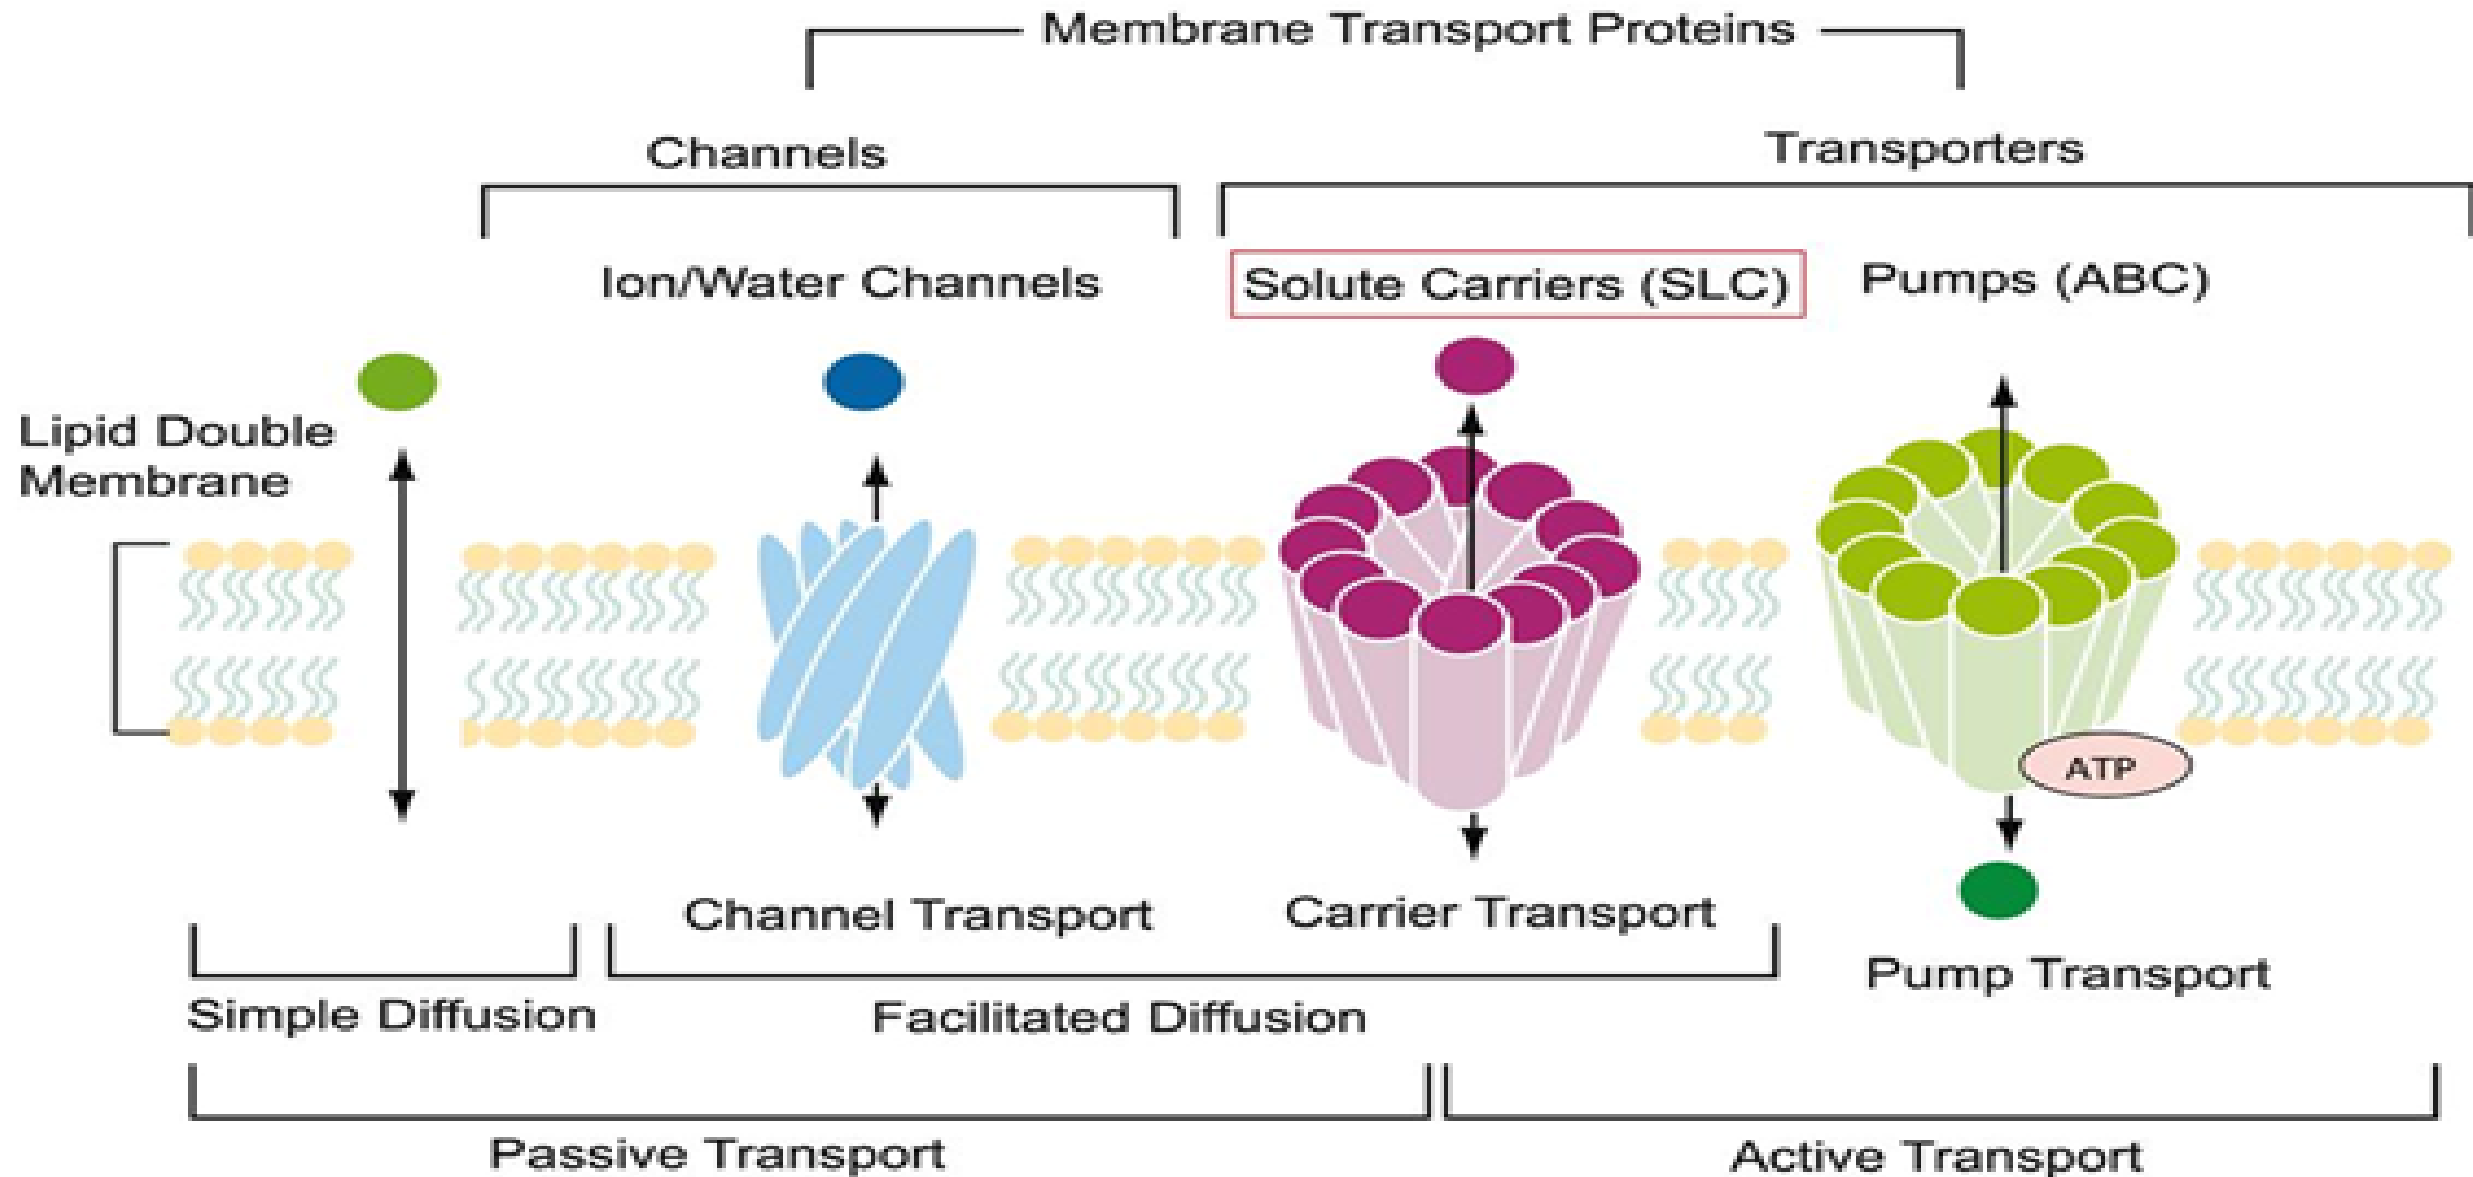 Membrane Transport Proteins
Channels
Transporters
Ion/Water Channels
Solute Carriers (SLC)
Pumps (ABC)
Lipid Double
Membrane
ATP
Channel Transport
Carrier Transport
Pump Transport
Simple Diffusion
Facilitated Diffusion
Passive Transport
Active Transport